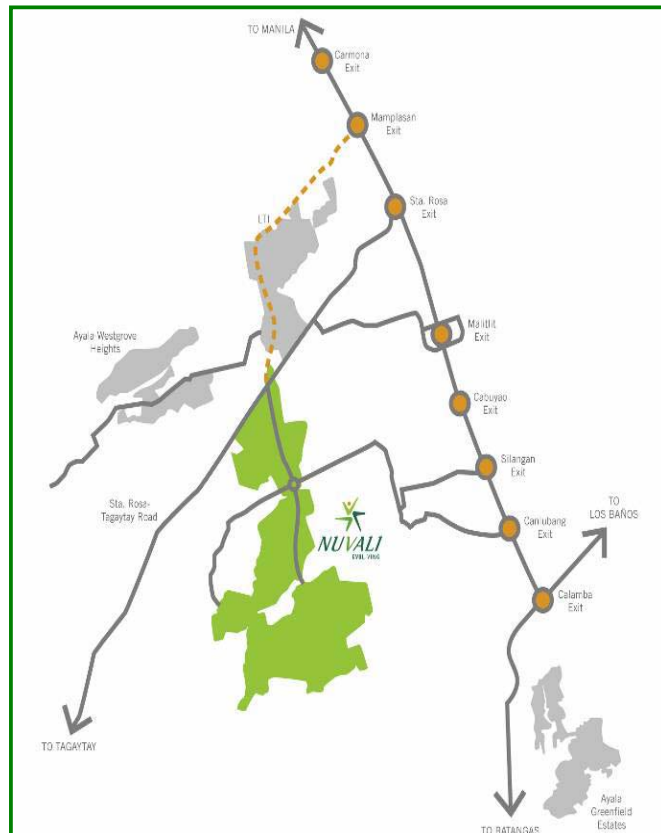 TO MANILA
Carmona
Exit
Mamplasan
Exit
LTI
Sta. Rosa
Exit
Ayala Westgrove
Heights
Malitlit
Exit
Cabuyao
Exit
Silangan
Exit
Sta. Rosa-
Tagaytay Road
NUVALI
TO
LOS BAÑOS
Canlubang
Exit
Calamba
Exit
TO TAGAYTAY
Ayala
Greenfield
Estates
TO BATANGAS